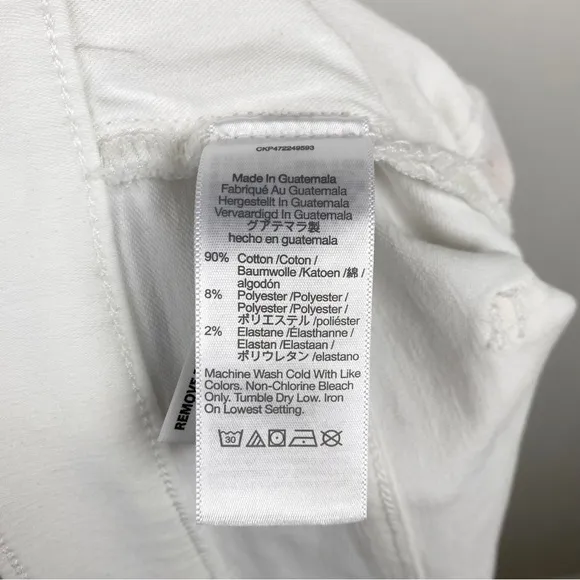 CKP472249593
Made In Guatemala
Fabriqué Au Guatemala
Hergestellt In Guatemala
Vervaardigd In Guatemala
グアテマラ製
hecho en guatemala
90% Cotton /Coton /
Baumwolle / Katoen /綿 /
algodón
8% Polyester /Polyester /
Polyester /Polyester /
ポリエステル /poliéster
2% Elastane /Élasthanne /
Elastan /Elastaan /
ポリウレタン /elastano
Machine Wash Cold With Like
Colors. Non-Chlorine Bleach
Only. Tumble Dry Low. Iron
On Lowest Setting.
30
REMOVE